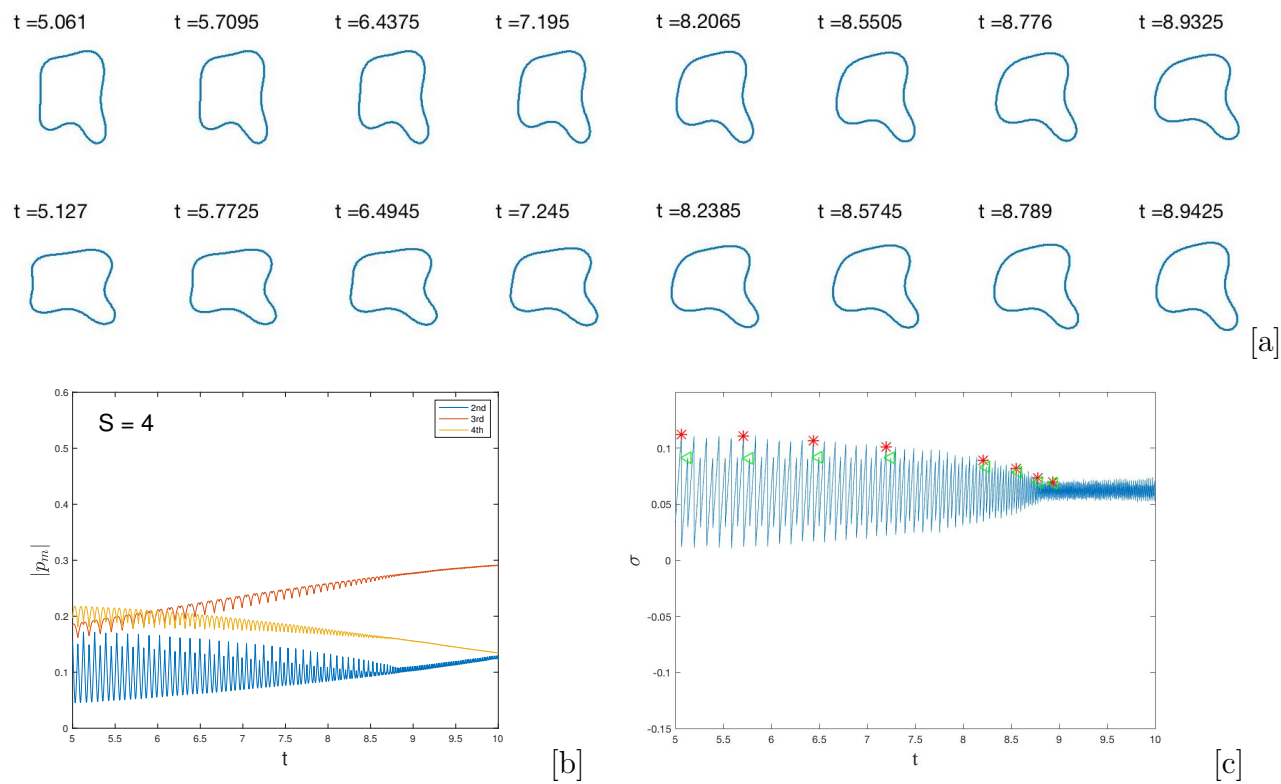 t =5.061 t =5.7095 t =6.4375 t =7.195 t =8.2065 t =8.5505 t =8.776 t =8.9325
t =5.127 t =5.7725 t =6.4945 t =7.245 t =8.2385 t =8.5745 t =8.789 t =8.9425
[a]
0.6
0.5
0.4
0.3
0.2
0.1
0
|p_m|
S = 4
2nd
3rd
4th
5 5.5 6 6.5 7 7.5 8 8.5 9 9.5 10
t
[b]
0.1
0.05
0
-0.05
-0.1
-0.15
σ
5 5.5 6 6.5 7 7.5 8 8.5 9 9.5 10
t
[c]